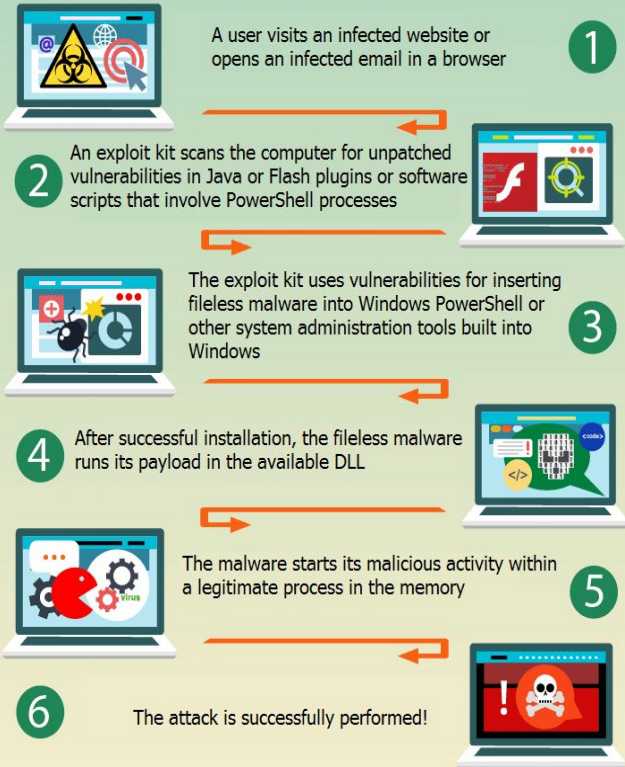 A user visits an infected website or
opens an infected email in a browser
1
@
2
An exploit kit scans the computer for unpatched
vulnerabilities in Java or Flash plugins or software
scripts that involve PowerShell processes
The exploit kit uses vulnerabilities for inserting
fileless malware into Windows PowerShell or
other system administration tools built into
Windows
3
4
After successful installation, the fileless malware
runs its payload in the available DLL
<code>
</>
The malware starts its malicious activity within
a legitimate process in the memory
5
virus
6
The attack is successfully performed!
!